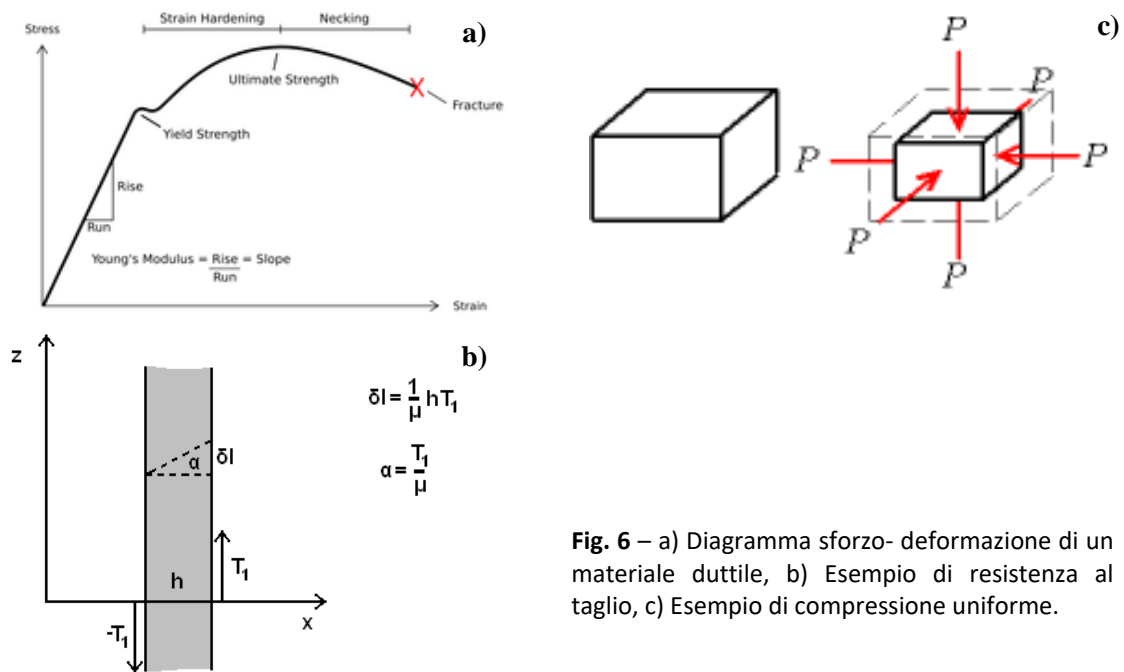 Strain Hardening
Necking
Stress
a)
Ultimate Strength
Fracture
Yield Strength
Rise
Run
Young's Modulus = Rise = Slope
Run
Strain
c)
P
P
P
P
P
P
b)
z
δl = 1/μ hT₁
α
δl
α = T₁/μ
T₁
h
x
-T₁
Fig. 6 – a) Diagramma sforzo- deformazione di un
materiale duttile, b) Esempio di resistenza al
taglio, c) Esempio di compressione uniforme.